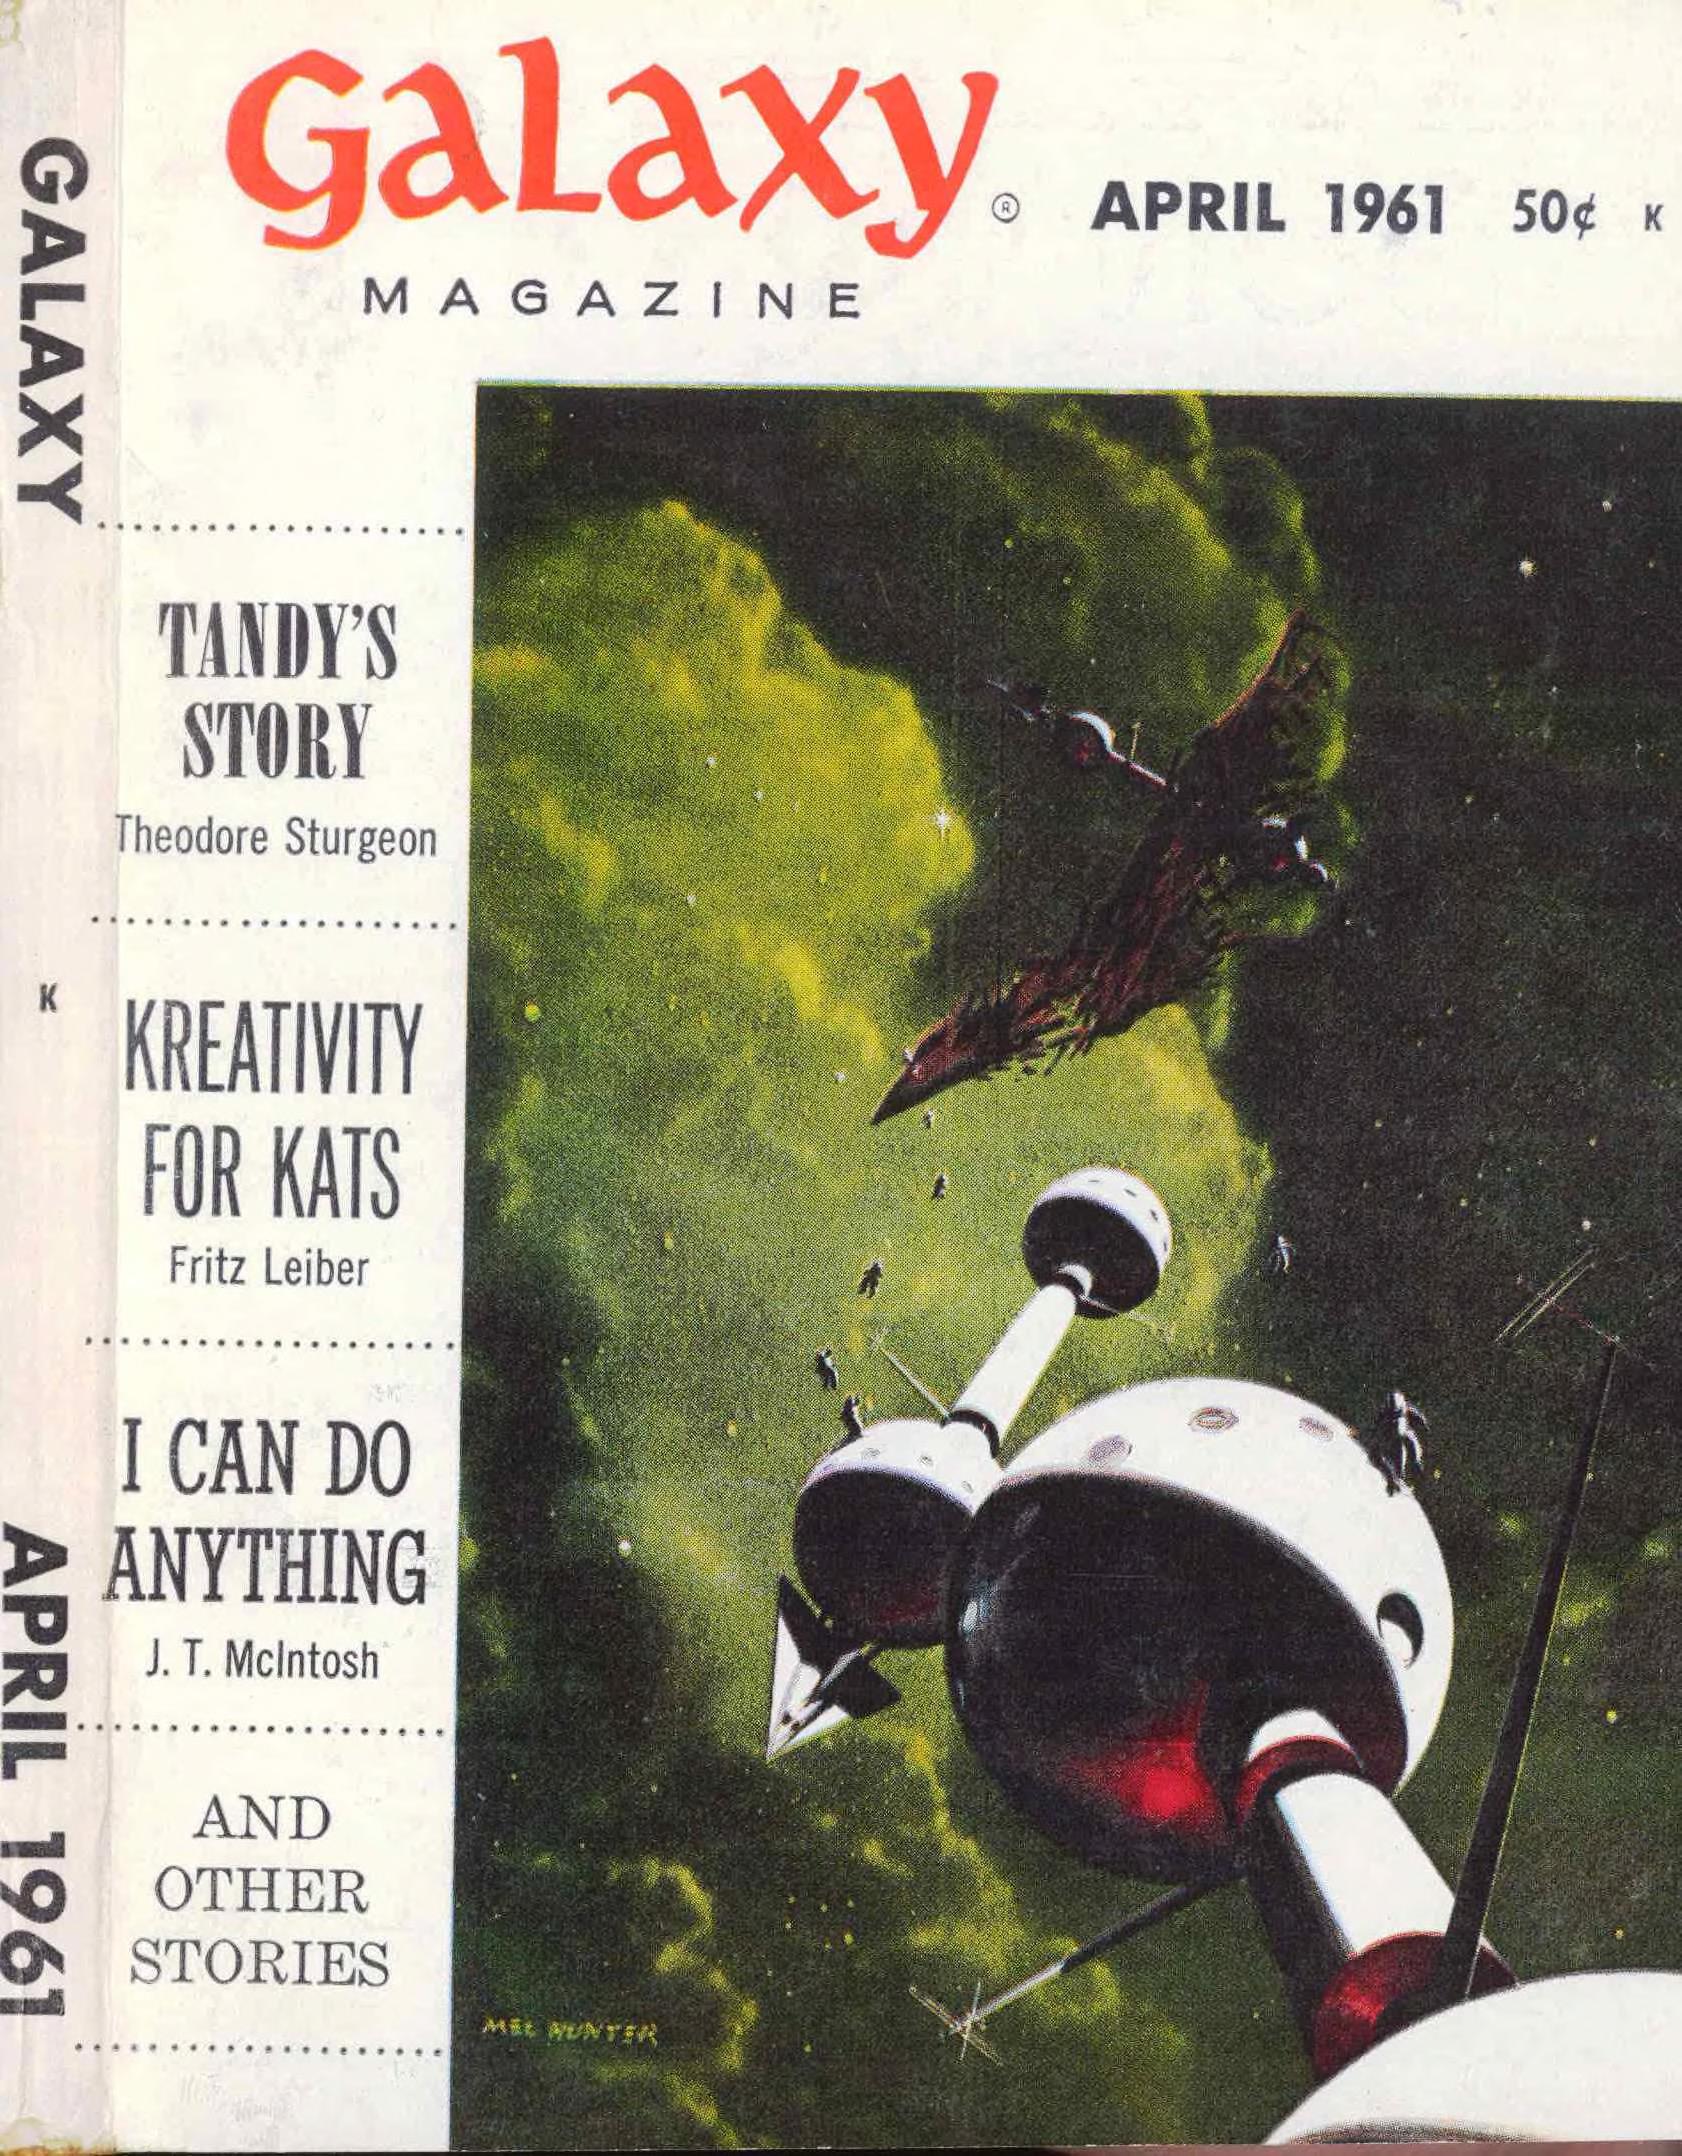 GALAXY
K
APRIL 1961
Galaxy
®
APRIL 1961 50¢ K
MAGAZINE
TANDY'S
STORY
Theodore Sturgeon
KREATIVITY
FOR KATS
Fritz Leiber
I CAN DO
ANYTHING
J. T. McIntosh
AND
OTHER
STORIES
MEL HUNTER